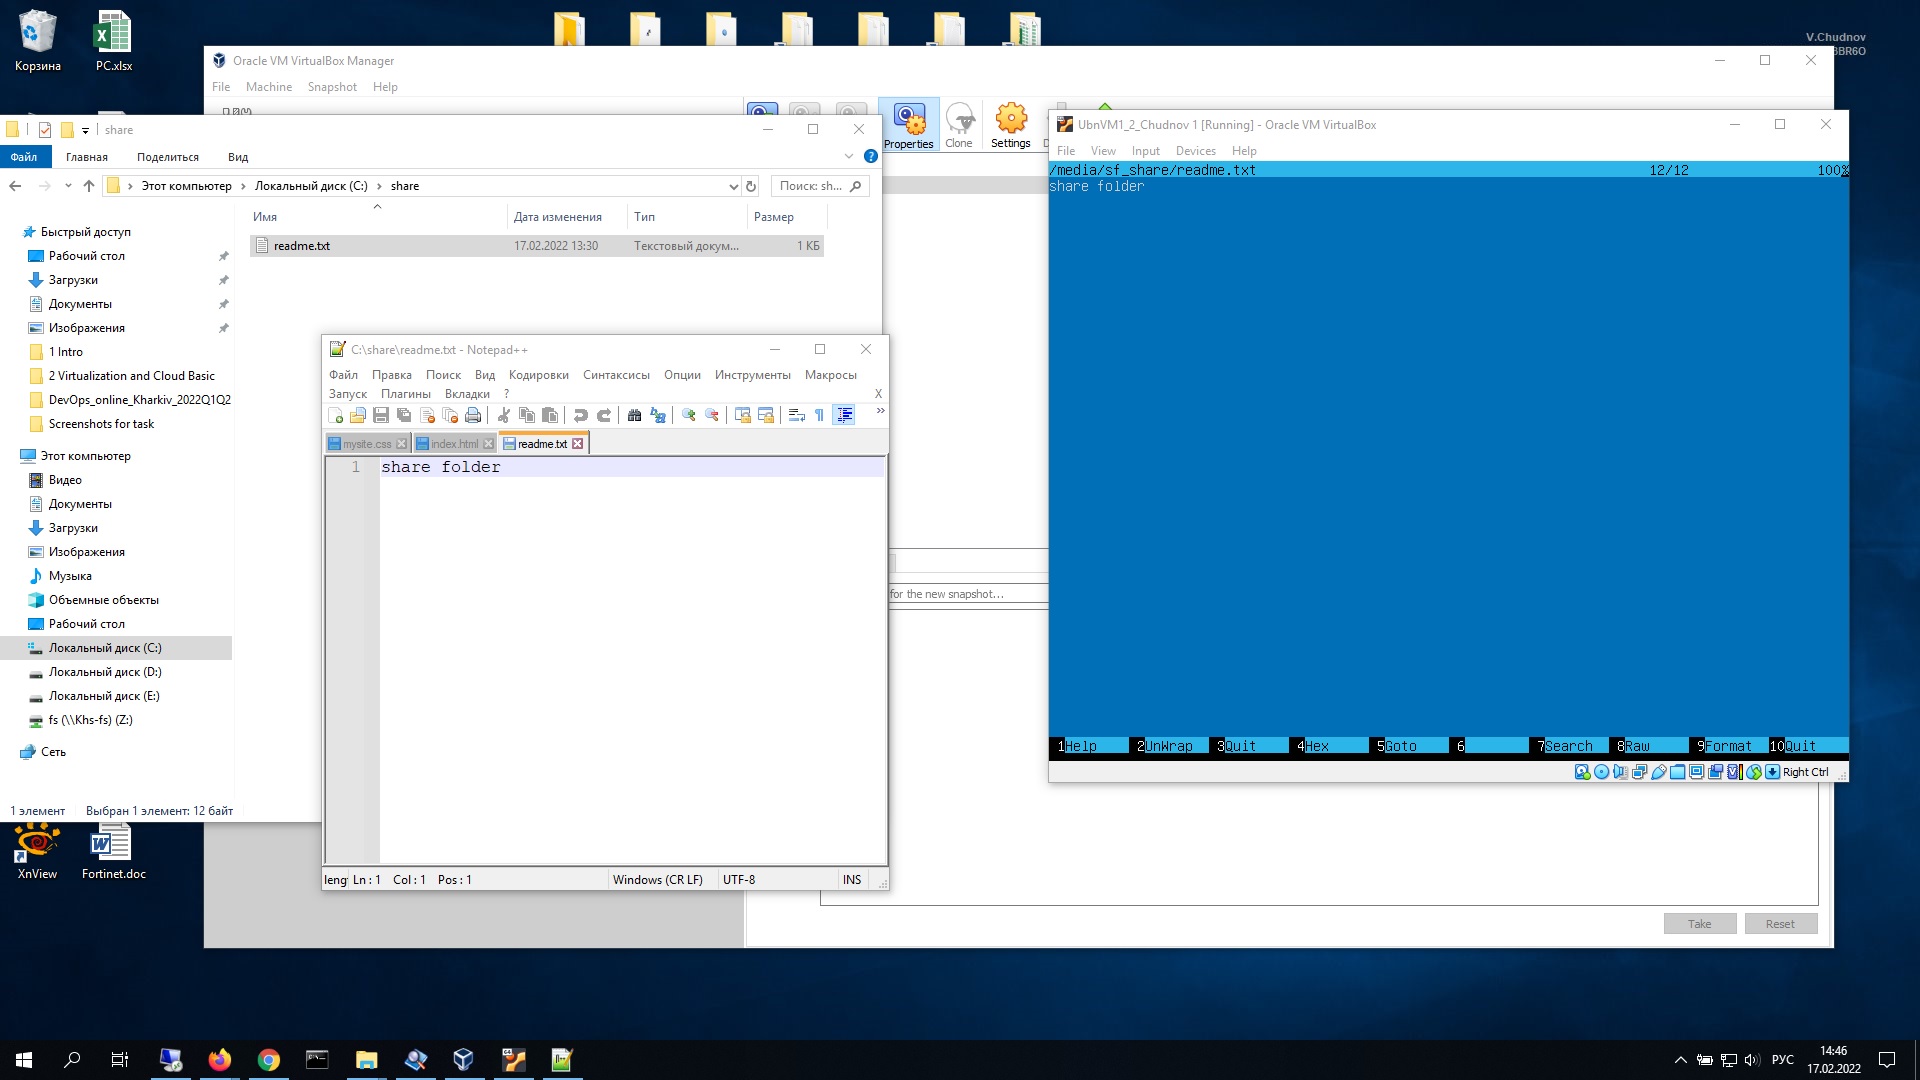 Корзина
PC.xlsx
V.Chudnov
Oracle VM VirtualBox Manager
File Machine Snapshot Help
Properties Clone Settings
share
Файл Главная Поделиться Вид
Этот компьютер Локальный диск (C:) share
Поиск: sh...
Имя Дата изменения Тип Размер
readme.txt 17.02.2022 13:30 Текстовый докум... 1 КБ
Быстрый доступ
Рабочий стол
Загрузки
Документы
Изображения
1 Intro
2 Virtualization and Cloud Basic
DevOps_online_Kharkiv_2022Q1Q2
Screenshots for task
Этот компьютер
Видео
Документы
Загрузки
Изображения
Музыка
Объемные объекты
Рабочий стол
Локальный диск (C:)
Локальный диск (D:)
Локальный диск (E:)
fs (\\Khs-fs) (Z:)
Сеть
1 элемент Выбран 1 элемент: 12 байт
C:\share\readme.txt - Notepad++
Файл Правка Поиск Вид Кодировки Синтаксисы Опции Инструменты Макросы
Запуск Плагины Вкладки ? X
mysite.css index.html readme.txt
1 share folder
leng Ln : 1 Col : 1 Pos : 1 Windows (CR LF) UTF-8 INS
for the new snapshot...
Take Reset
UbnVM1_2_Chudnov 1 [Running] - Oracle VM VirtualBox
File View Input Devices Help
/media/sf_share/readme.txt 12/12 100%
share folder
1Help 2UnWrap 3Quit 4Hex 5Goto 6 7Search 8Raw 9Format 10Quit
Right Ctrl
XnView
Fortinet.doc
РУС
14:46
17.02.2022